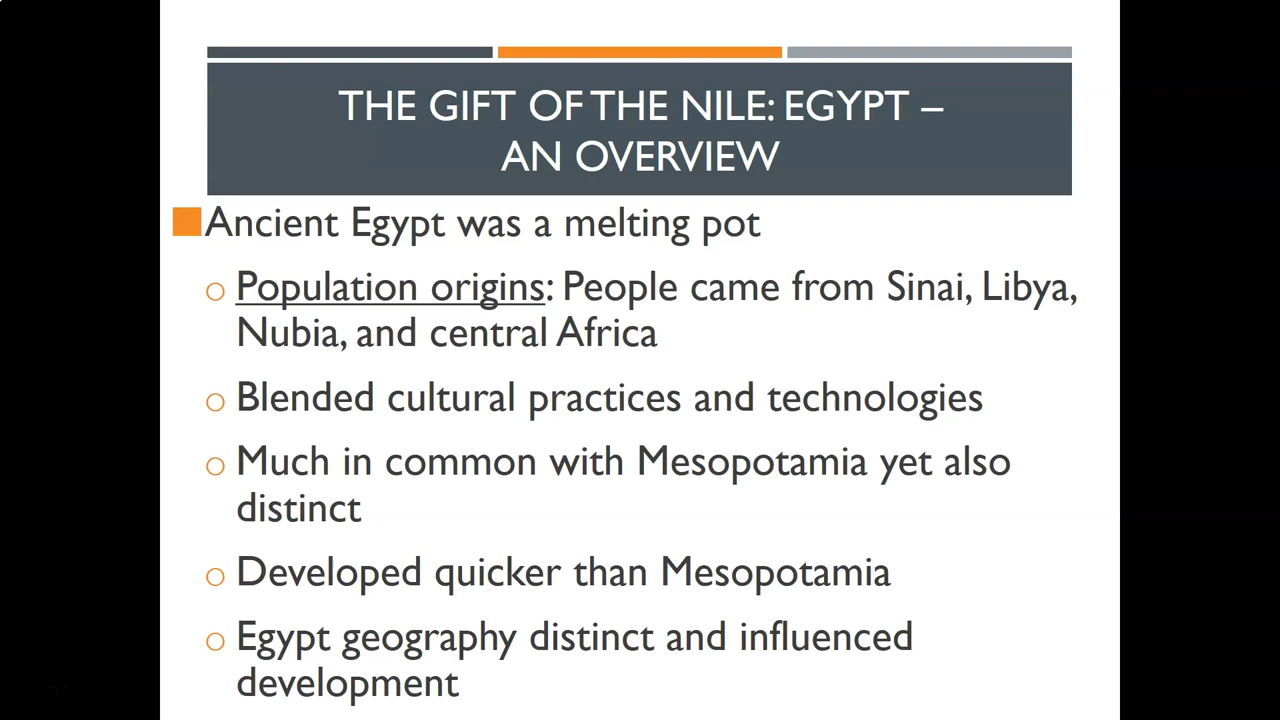 THE GIFT OF THE NILE: EGYPT –
AN OVERVIEW
Ancient Egypt was a melting pot
Population origins: People came from Sinai, Libya,
Nubia, and central Africa
Blended cultural practices and technologies
Much in common with Mesopotamia yet also
distinct
Developed quicker than Mesopotamia
Egypt geography distinct and influenced
development